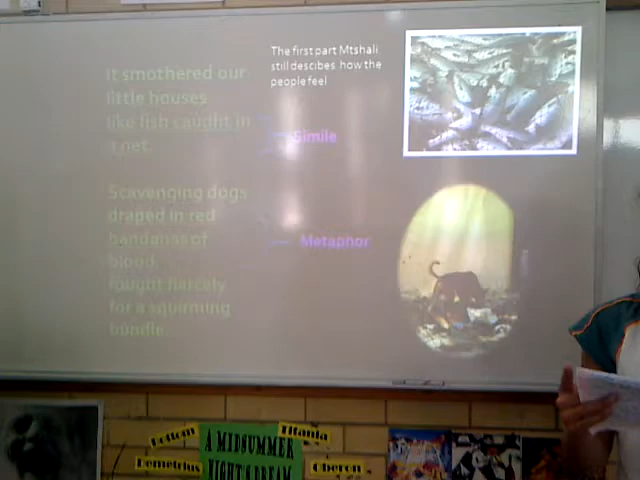 The first part Mtshali
still descibes how the
people feel
It smothered our
little houses
like fish caught in
a net.
Simile
Scavenging dogs
draped in red
bandanas of
blood
fought fiercely
for a squirming
bundle.
Metaphor
Bottom
Titania
A MIDSUMMER
NIGHT'S DREAM
Demetrius
Oberon